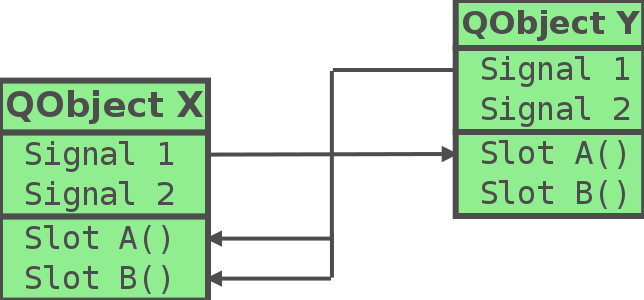 QObject X
Signal 1
Signal 2
Slot A()
Slot B()
QObject Y
Signal 1
Signal 2
Slot A()
Slot B()